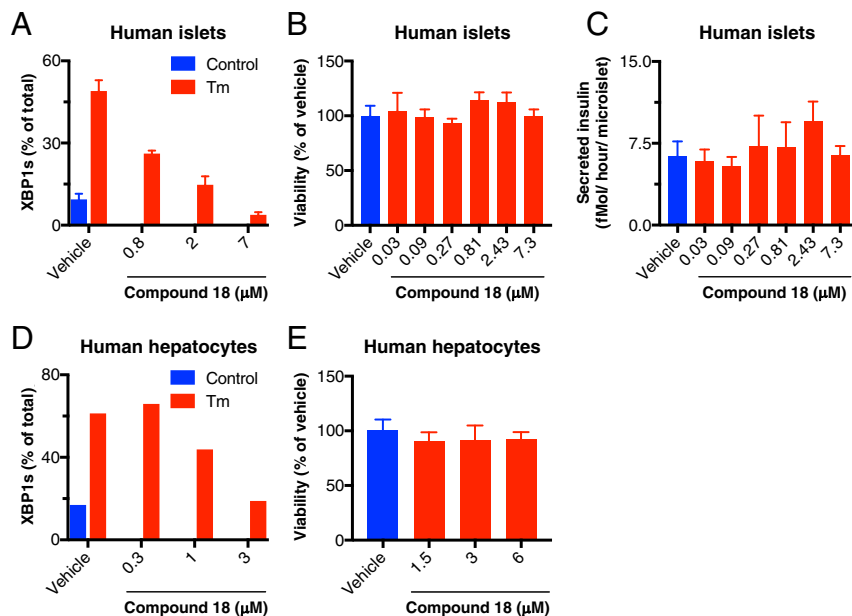 A
Human islets
XBP1s (% of total)
60
30
0
Control
Tm
Vehicle
0.8
2
7
Compound 18 (μM)
B
Human islets
Viability (% of vehicle)
150
100
50
0
Vehicle
0.03
0.09
0.27
0.81
2.43
7.3
Compound 18 (μM)
C
Human islets
Secreted insulin
(fMol/ hour/ microislet)
15.0
7.5
0.0
Vehicle
0.03
0.09
0.27
0.81
2.43
7.3
Compound 18 (μM)
D
Human hepatocytes
XBP1s (% of total)
80
40
0
Control
Tm
Vehicle
0.3
1
3
Compound 18 (μM)
E
Human hepatocytes
Viability (% of vehicle)
150
100
50
0
Vehicle
1.5
3
6
Compound 18 (μM)